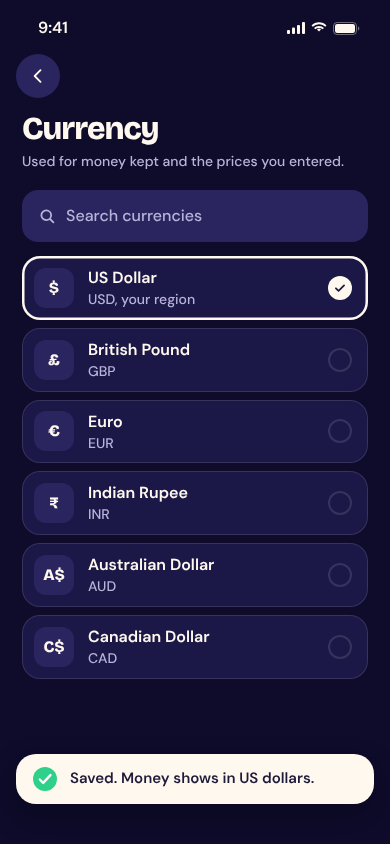 9:41
Currency
Used for money kept and the prices you entered.
Search currencies
$
US Dollar
USD, your region
£
British Pound
GBP
€
Euro
EUR
₹
Indian Rupee
INR
A$
Australian Dollar
AUD
C$
Canadian Dollar
CAD
Saved. Money shows in US dollars.